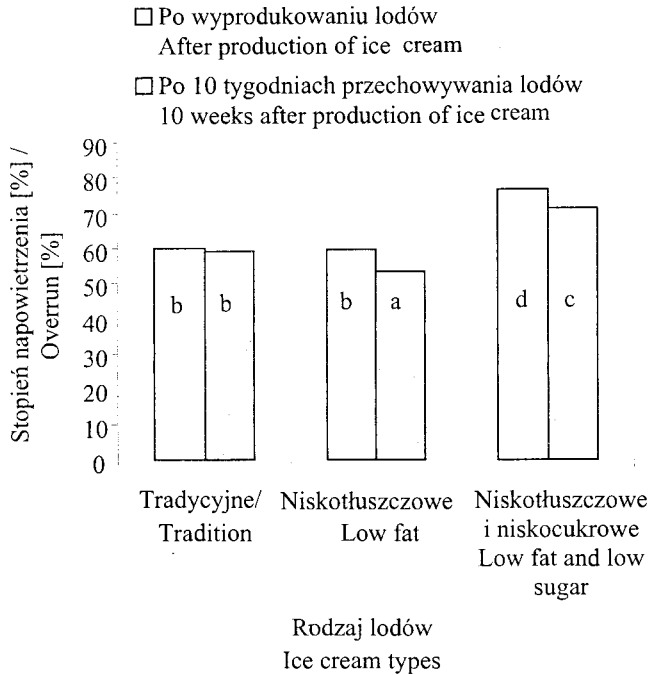 Po wyprodukowaniu lodów
After production of ice cream
Po 10 tygodniach przechowywania lodów
10 weeks after production of ice cream
Stopień napowietrzenia [%] /
Overrun [%]
90
80
70
60
50
40
30
20
10
0
b b b a d c
Tradycyjne/
Tradition
Niskotłuszczowe
Low fat
Niskotłuszczowe
i niskocukrowe
Low fat and low
sugar
Rodzaj lodów
Ice cream types